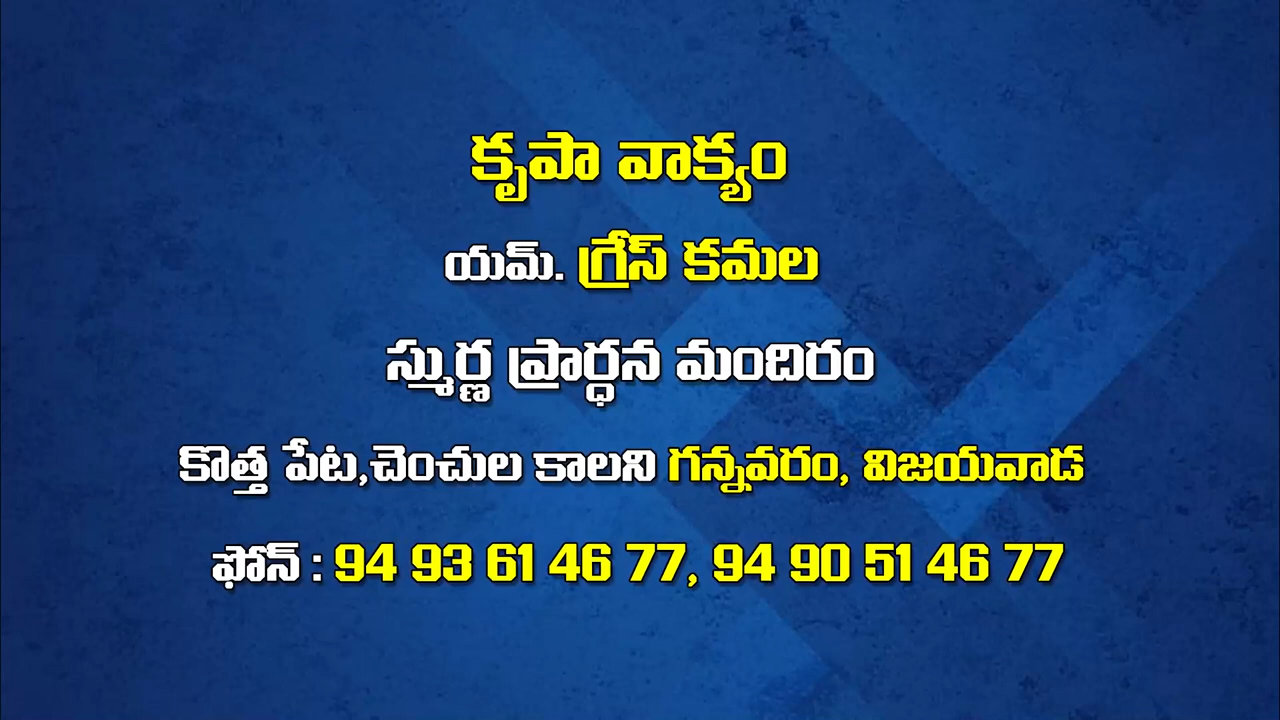 కృపా వాక్యం
యమ్. గ్రేస్ కమల
స్ముర్ణ ప్రార్ధన మందిరం
కొత్త పేట,చెంచుల కాలని గన్నవరం, విజయవాడ
ఫోన్ : 94 93 61 46 77, 94 90 51 46 77